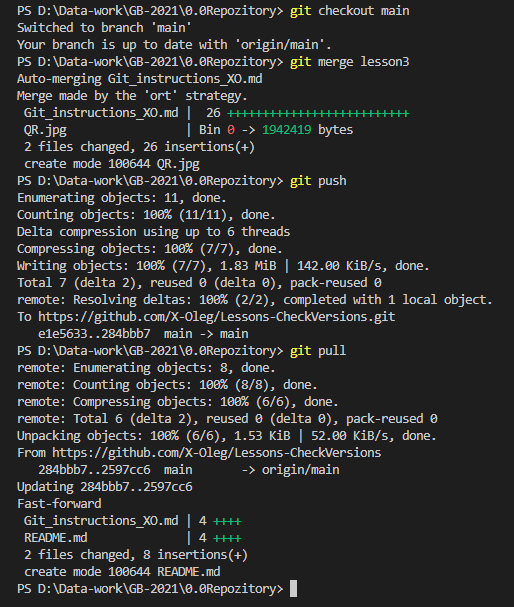 PS D:\Data-work\GB-2021\0.0Repozitory> git checkout main
Switched to branch 'main'
Your branch is up to date with 'origin/main'.
PS D:\Data-work\GB-2021\0.0Repozitory> git merge lesson3
Auto-merging Git_instructions_XO.md
Merge made by the 'ort' strategy.
 Git_instructions_XO.md |  26 ++++++++++++++++++++++++++
 QR.jpg                 | Bin 0 -> 1942419 bytes
 2 files changed, 26 insertions(+)
 create mode 100644 QR.jpg
PS D:\Data-work\GB-2021\0.0Repozitory> git push
Enumerating objects: 11, done.
Counting objects: 100% (11/11), done.
Delta compression using up to 6 threads
Compressing objects: 100% (7/7), done.
Writing objects: 100% (7/7), 1.83 MiB | 142.00 KiB/s, done.
Total 7 (delta 2), reused 0 (delta 0), pack-reused 0
remote: Resolving deltas: 100% (2/2), completed with 1 local object.
To https://github.com/X-Oleg/Lessons-CheckVersions.git
   e1e5633..284bbb7  main -> main
PS D:\Data-work\GB-2021\0.0Repozitory> git pull
remote: Enumerating objects: 8, done.
remote: Counting objects: 100% (8/8), done.
remote: Compressing objects: 100% (6/6), done.
remote: Total 6 (delta 2), reused 0 (delta 0), pack-reused 0
Unpacking objects: 100% (6/6), 1.53 KiB | 52.00 KiB/s, done.
From https://github.com/X-Oleg/Lessons-CheckVersions
   284bbb7..2597cc6  main       -> origin/main
Updating 284bbb7..2597cc6
Fast-forward
 Git_instructions_XO.md | 4 ++++
 README.md              | 4 ++++
 2 files changed, 8 insertions(+)
 create mode 100644 README.md
PS D:\Data-work\GB-2021\0.0Repozitory>